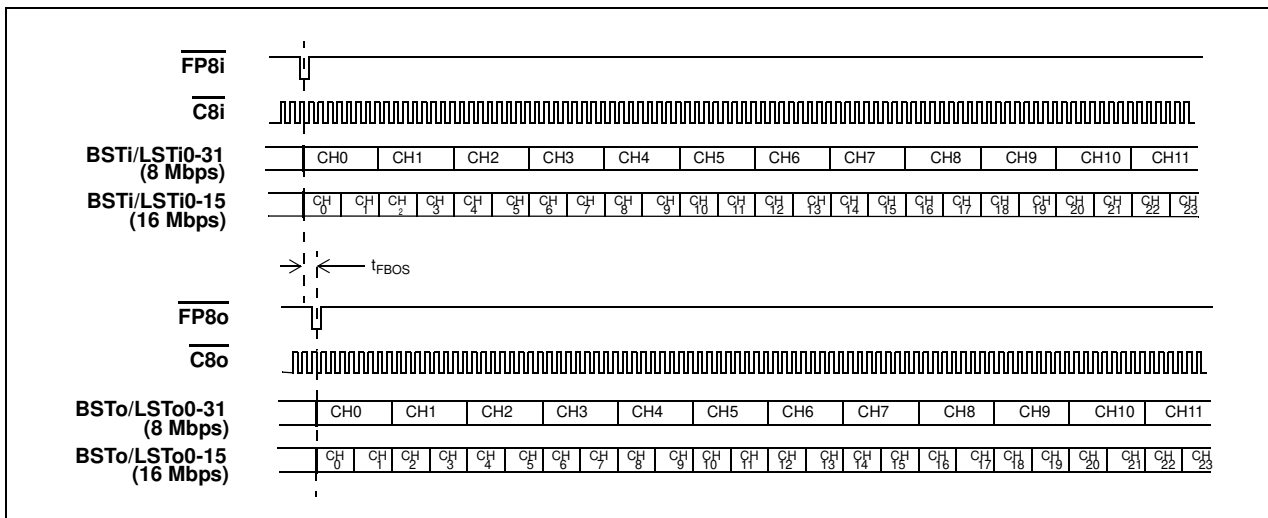 FP8i
C8i
BSTi/LSTi0-31
(8 Mbps)
CH0 CH1 CH2 CH3 CH4 CH5 CH6 CH7 CH8 CH9 CH10 CH11
BSTi/LSTi0-15
(16 Mbps)
CH 0 CH 1 CH 2 CH 3 CH 4 CH 5 CH 6 CH 7 CH 8 CH 9 CH 10 CH 11 CH 12 CH 13 CH 14 CH 15 CH 16 CH 17 CH 18 CH 19 CH 20 CH 21 CH 22 CH 23
tFBOS
FP8o
C8o
BSTo/LSTo0-31
(8 Mbps)
CH0 CH1 CH2 CH3 CH4 CH5 CH6 CH7 CH8 CH9 CH10 CH11
BSTo/LSTo0-15
(16 Mbps)
CH 0 CH 1 CH 2 CH 3 CH 4 CH 5 CH 6 CH 7 CH 8 CH 9 CH 10 CH 11 CH 12 CH 13 CH 14 CH 15 CH 16 CH 17 CH 18 CH 19 CH 20 CH 21 CH 22 CH 23